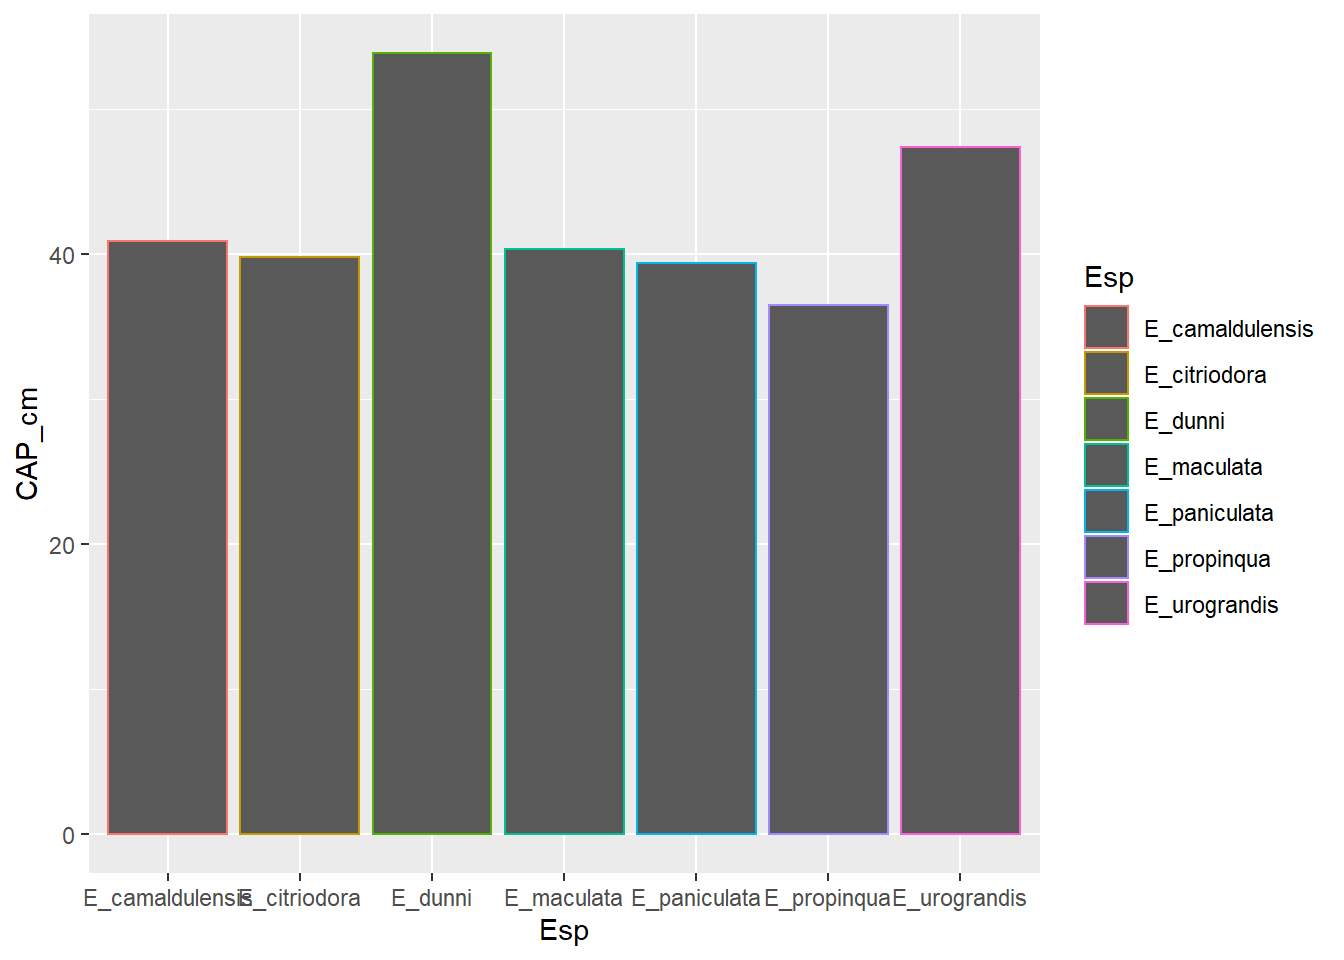 CAP_cm
40
20
0
E_camaldulensis E_citriodora E_dunni E_maculata E_paniculata E_propinqua E_urograndis
Esp
Esp
E_camaldulensis
E_citriodora
E_dunni
E_maculata
E_paniculata
E_propinqua
E_urograndis